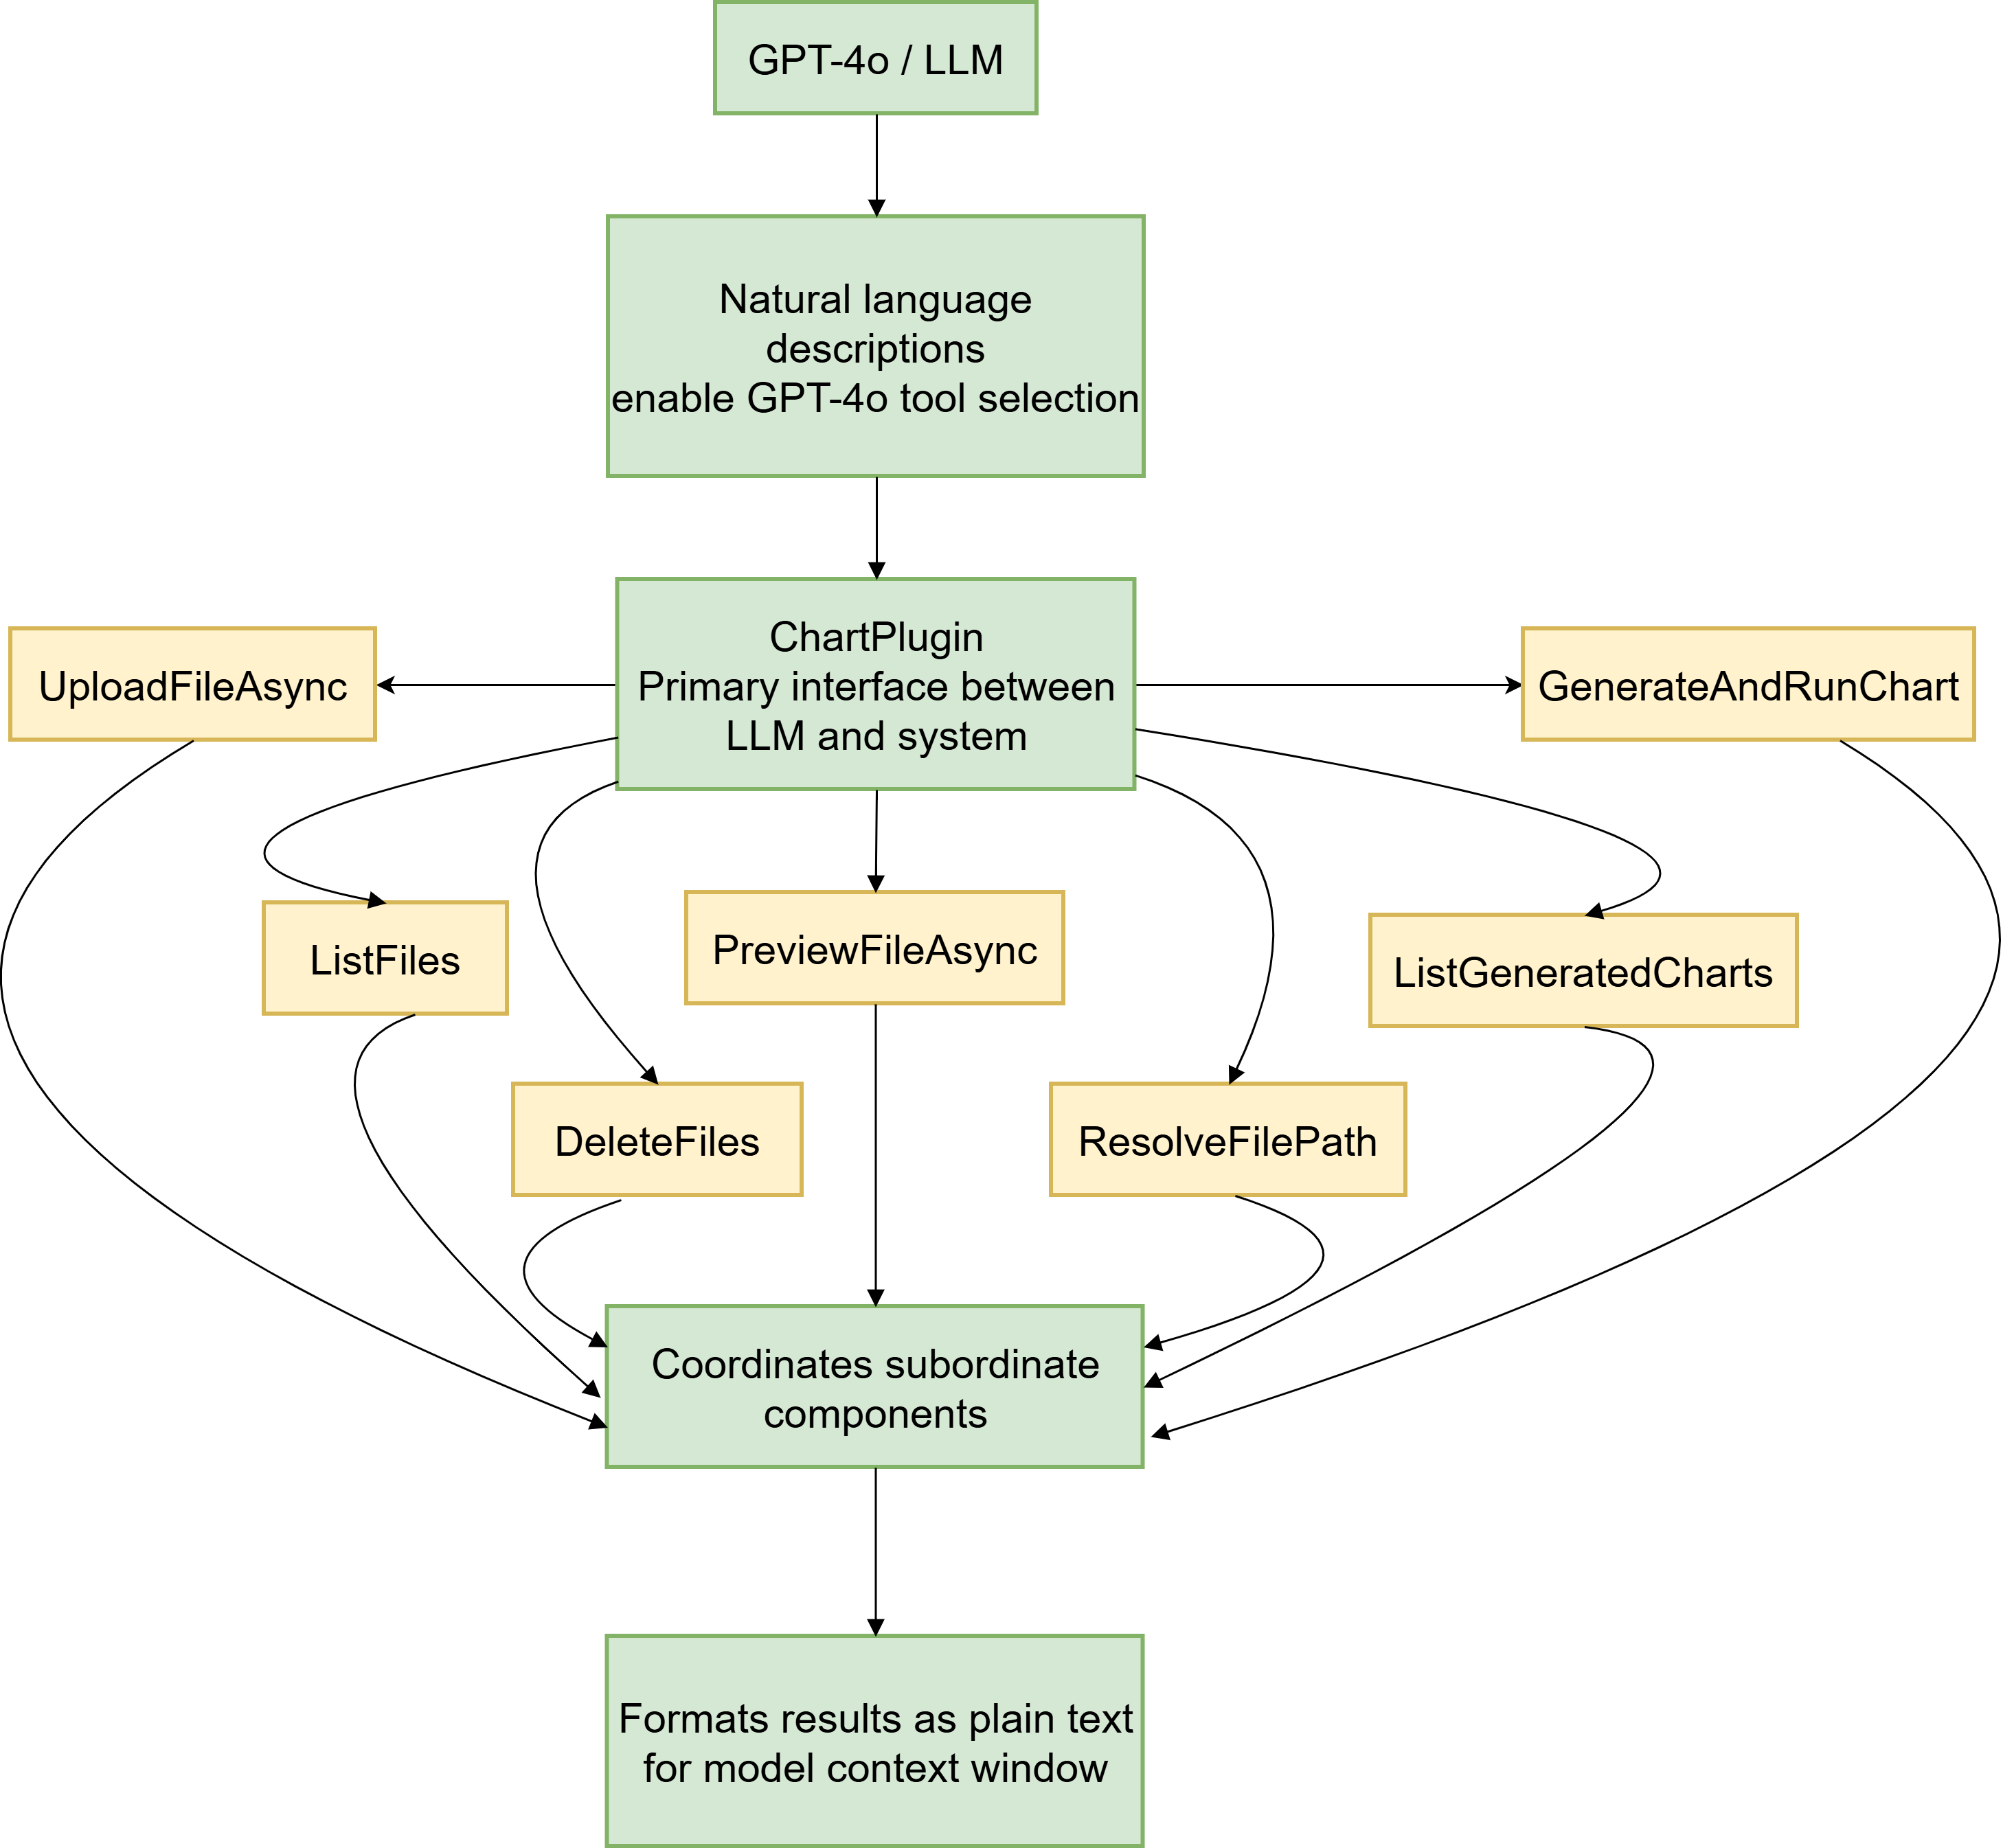 GPT-4o / LLM
Natural language
descriptions
enable GPT-4o tool selection
ChartPlugin
Primary interface between
LLM and system
UploadFileAsync
GenerateAndRunChart
ListFiles
PreviewFileAsync
ListGeneratedCharts
DeleteFiles
ResolveFilePath
Coordinates subordinate
components
Formats results as plain text
for model context window